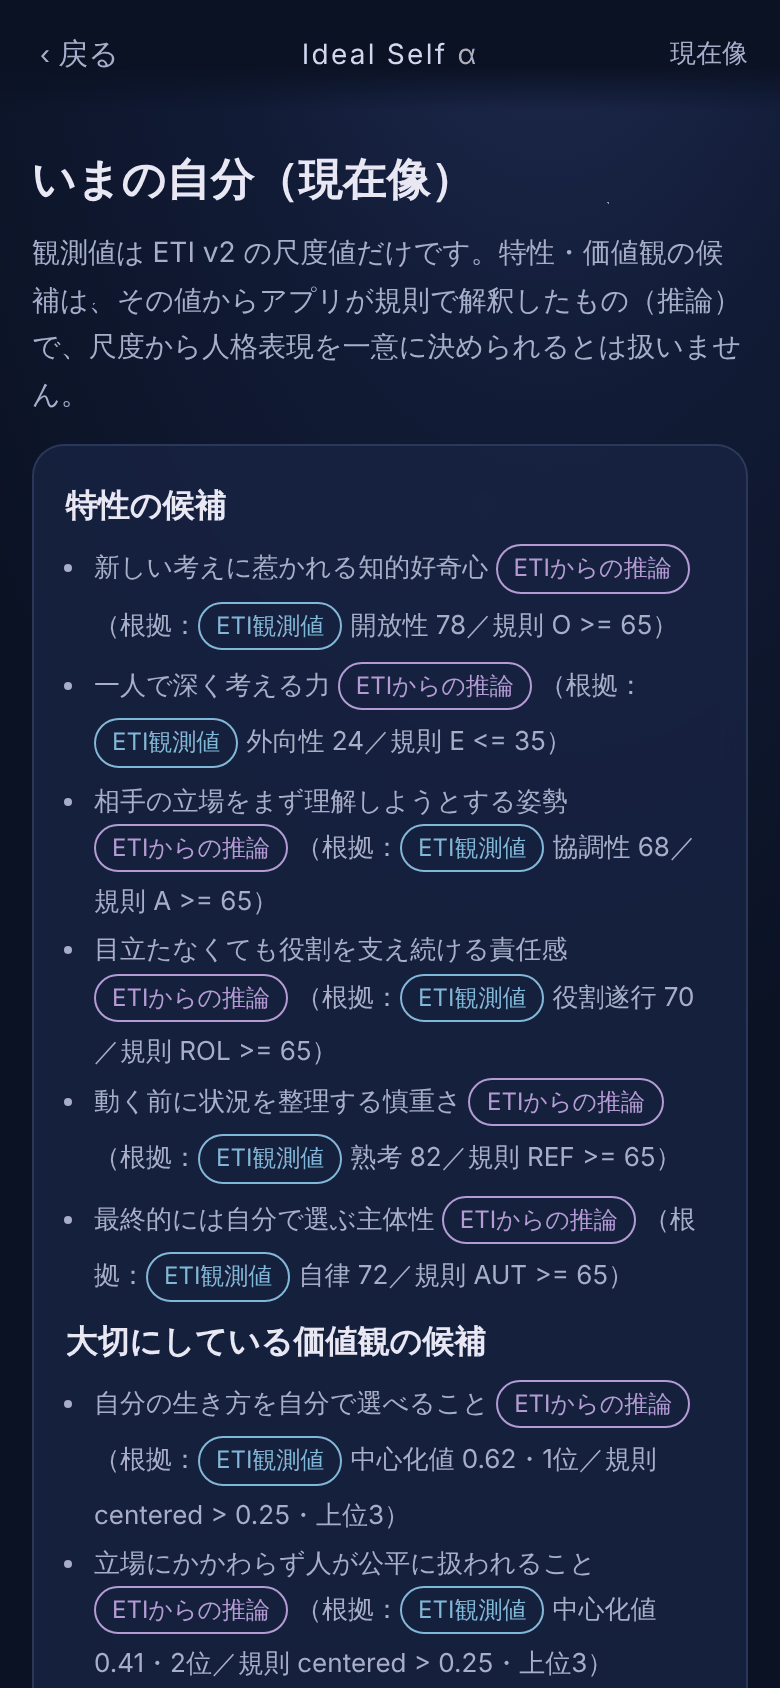 ‹ 戻る
Ideal Self α
現在像
いまの自分（現在像）
観測値は ETI v2 の尺度値だけです。特性・価値観の候
補は、その値からアプリが規則で解釈したもの（推論）
で、尺度から人格表現を一意に決められるとは扱いませ
ん。
特性の候補
• 新しい考えに惹かれる知的好奇心 ETIからの推論
（根拠：ETI観測値 開放性 78／規則 O >= 65）
• 一人で深く考える力 ETIからの推論 （根拠：
ETI観測値 外向性 24／規則 E <= 35）
• 相手の立場をまず理解しようとする姿勢
ETIからの推論 （根拠：ETI観測値 協調性 68／
規則 A >= 65）
• 目立たなくても役割を支え続ける責任感
ETIからの推論 （根拠：ETI観測値 役割遂行 70
／規則 ROL >= 65）
• 動く前に状況を整理する慎重さ ETIからの推論
（根拠：ETI観測値 熟考 82／規則 REF >= 65）
• 最終的には自分で選ぶ主体性 ETIからの推論 （根
拠：ETI観測値 自律 72／規則 AUT >= 65）
大切にしている価値観の候補
• 自分の生き方を自分で選べること ETIからの推論
（根拠：ETI観測値 中心化値 0.62・1位／規則
centered > 0.25・上位3）
• 立場にかかわらず人が公平に扱われること
ETIからの推論 （根拠：ETI観測値 中心化値
0.41・2位／規則 centered > 0.25・上位3）